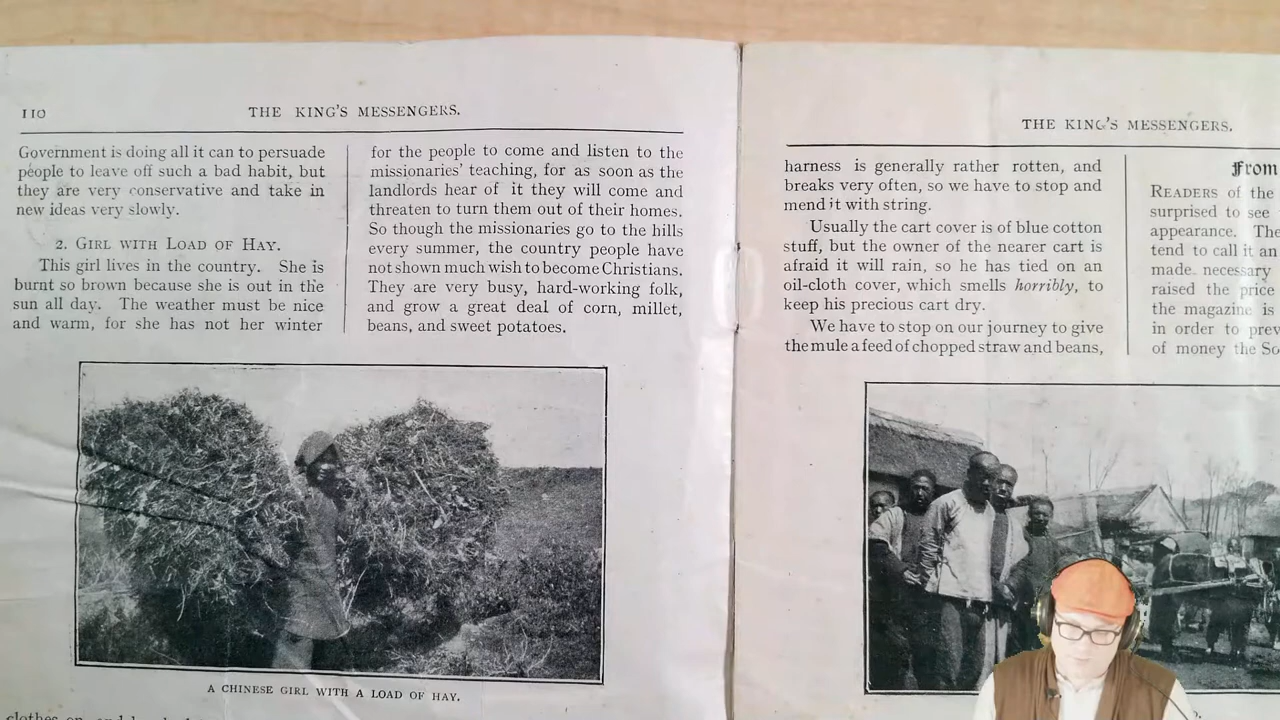 110
THE KING'S MESSENGERS.
Government is doing all it can to persuade
people to leave off such a bad habit, but
they are very conservative and take in
new ideas very slowly.
2. GIRL WITH LOAD OF HAY.
This girl lives in the country. She is
burnt so brown because she is out in the
sun all day. The weather must be nice
and warm, for she has not her winter
for the people to come and listen to the
missionaries' teaching, for as soon as the
landlords hear of it they will come and
threaten to turn them out of their homes.
So though the missionaries go to the hills
every summer, the country people have
not shown much wish to become Christians.
They are very busy, hard-working folk,
and grow a great deal of corn, millet,
beans, and sweet potatoes.
A CHINESE GIRL WITH A LOAD OF HAY.
THE KING'S MESSENGERS.
harness is generally rather rotten, and
breaks very often, so we have to stop and
mend it with string.
Usually the cart cover is of blue cotton
stuff, but the owner of the nearer cart is
afraid it will rain, so he has tied on an
oil-cloth cover, which smells horribly, to
keep his precious cart dry.
We have to stop on our journey to give
the mule a feed of chopped straw and beans,
From
READERS of the
surprised to see
appearance. The
tend to call it an
made necessary
raised the price
the magazine is
in order to prev
of money the So